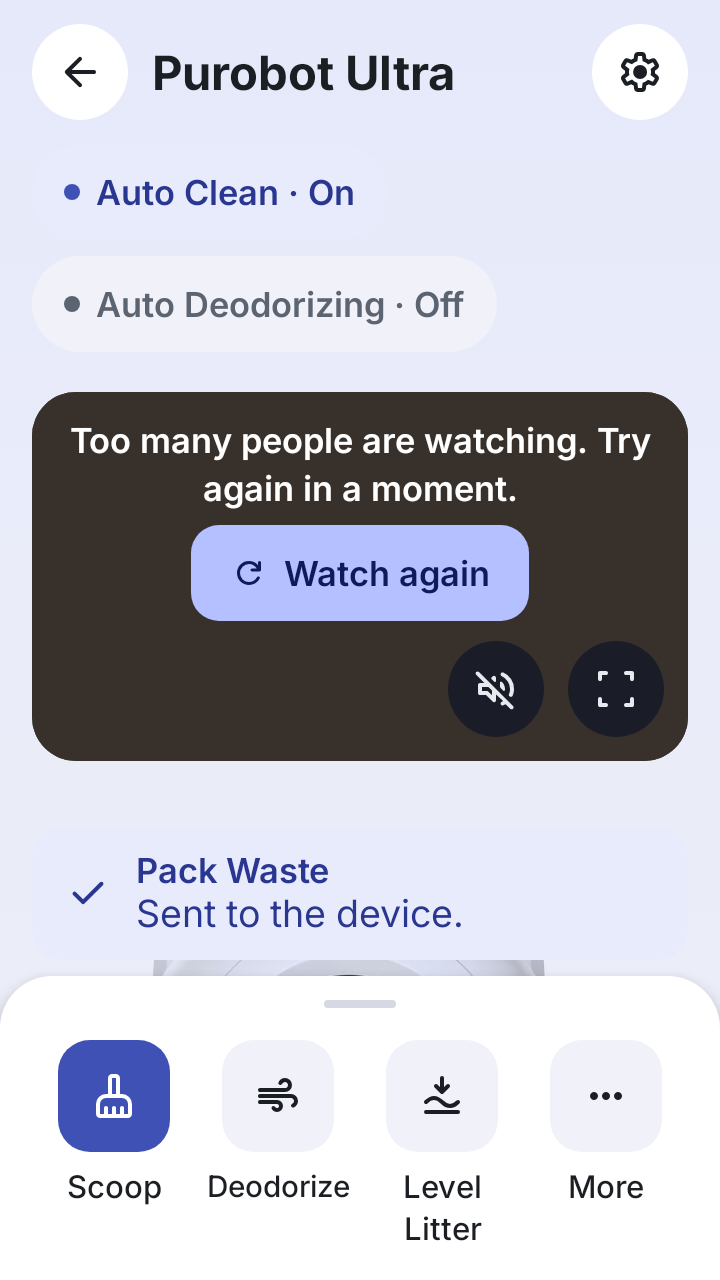 Purobot Ultra
Auto Clean · On
Auto Deodorizing · Off
Too many people are watching. Try
again in a moment.
Watch again
Pack Waste
Sent to the device.
Scoop
Deodorize
Level
Litter
More